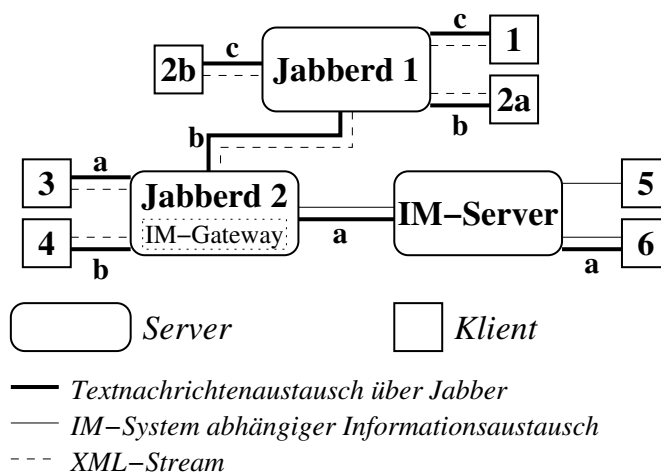 c
c
1
2b
Jabberd 1
2a
b
b
a
3
Jabberd 2
5
IM−Server
IM−Gateway
4
a
6
b
a
Server
Klient
Textnachrichtenaustausch über Jabber
IM−System abhängiger Informationsaustausch
XML−Stream